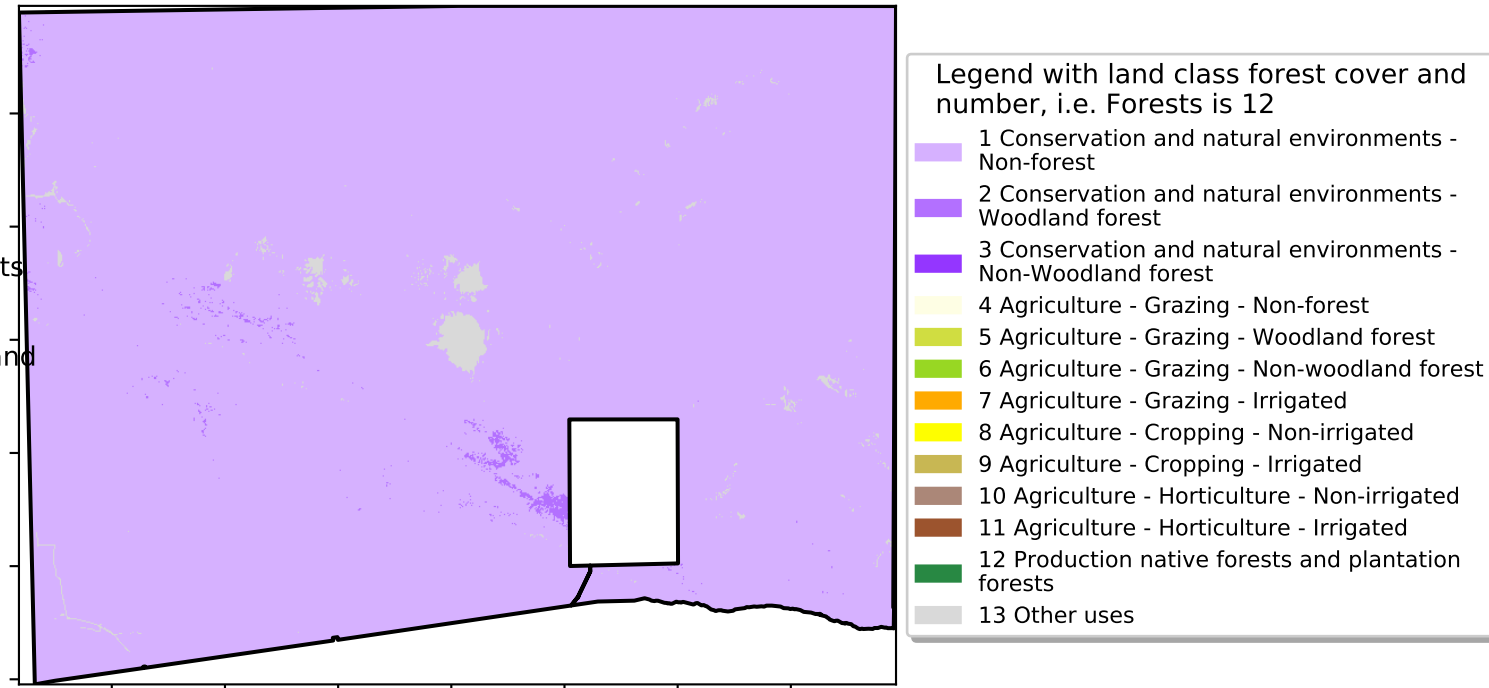 Legend with land class forest cover and
number, i.e. Forests is 12
1 Conservation and natural environments -
Non-forest
2 Conservation and natural environments -
Woodland forest
3 Conservation and natural environments -
Non-Woodland forest
4 Agriculture - Grazing - Non-forest
5 Agriculture - Grazing - Woodland forest
6 Agriculture - Grazing - Non-woodland forest
7 Agriculture - Grazing - Irrigated
8 Agriculture - Cropping - Non-irrigated
9 Agriculture - Cropping - Irrigated
10 Agriculture - Horticulture - Non-irrigated
11 Agriculture - Horticulture - Irrigated
12 Production native forests and plantation
forests
13 Other uses